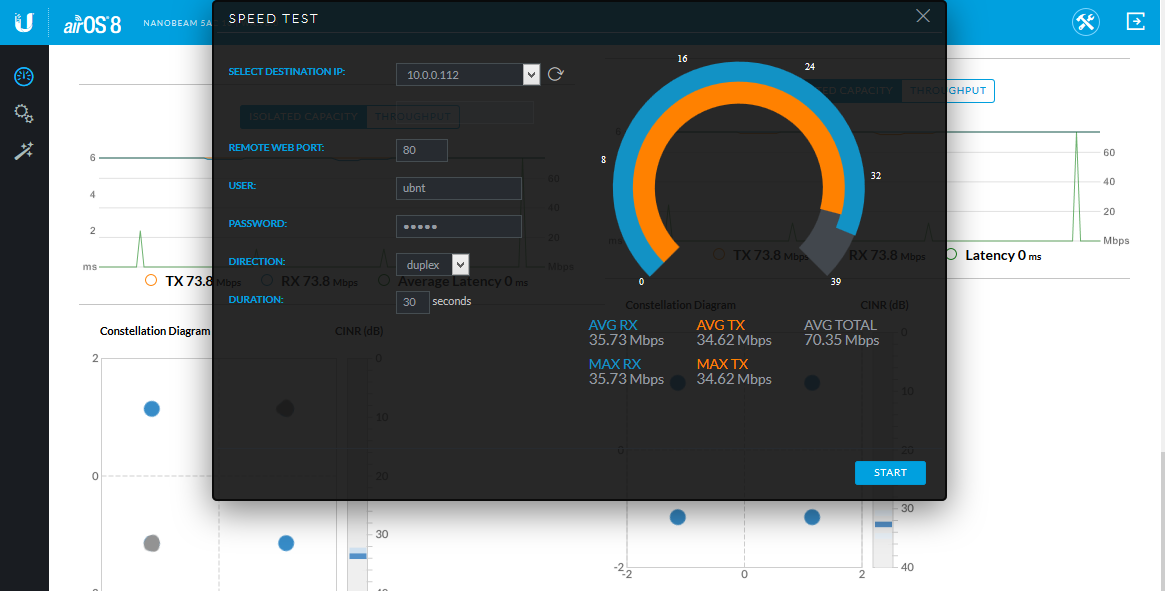 SPEED TEST
airOS 8
NANOBEAM 5A
SELECT DESTINATION IP:
10.0.0.112
ISOLATED CAPACITY
THROUGHPUT
CAPACITY
THROUGHPUT
REMOTE WEB PORT:
80
USER:
ubnt
PASSWORD:
•••••
DIRECTION:
duplex
DURATION:
30
seconds
0
8
16
24
32
39
AVG RX
35.73 Mbps
AVG TX
34.62 Mbps
AVG TOTAL
70.35 Mbps
MAX RX
35.73 Mbps
MAX TX
34.62 Mbps
START
6
4
2
ms
60
40
20
Mbps
TX 73.8 Mbps
RX 73.8 Mbps
Average Latency 0 ms
Constellation Diagram
CINR (dB)
2
0
0
10
20
30
6
ms
60
40
20
Mbps
TX 73.8 Mbps
RX 73.8 Mbps
Latency 0 ms
Constellation Diagram
CINR (dB)
0
-2
-2
0
2
0
10
20
30
40